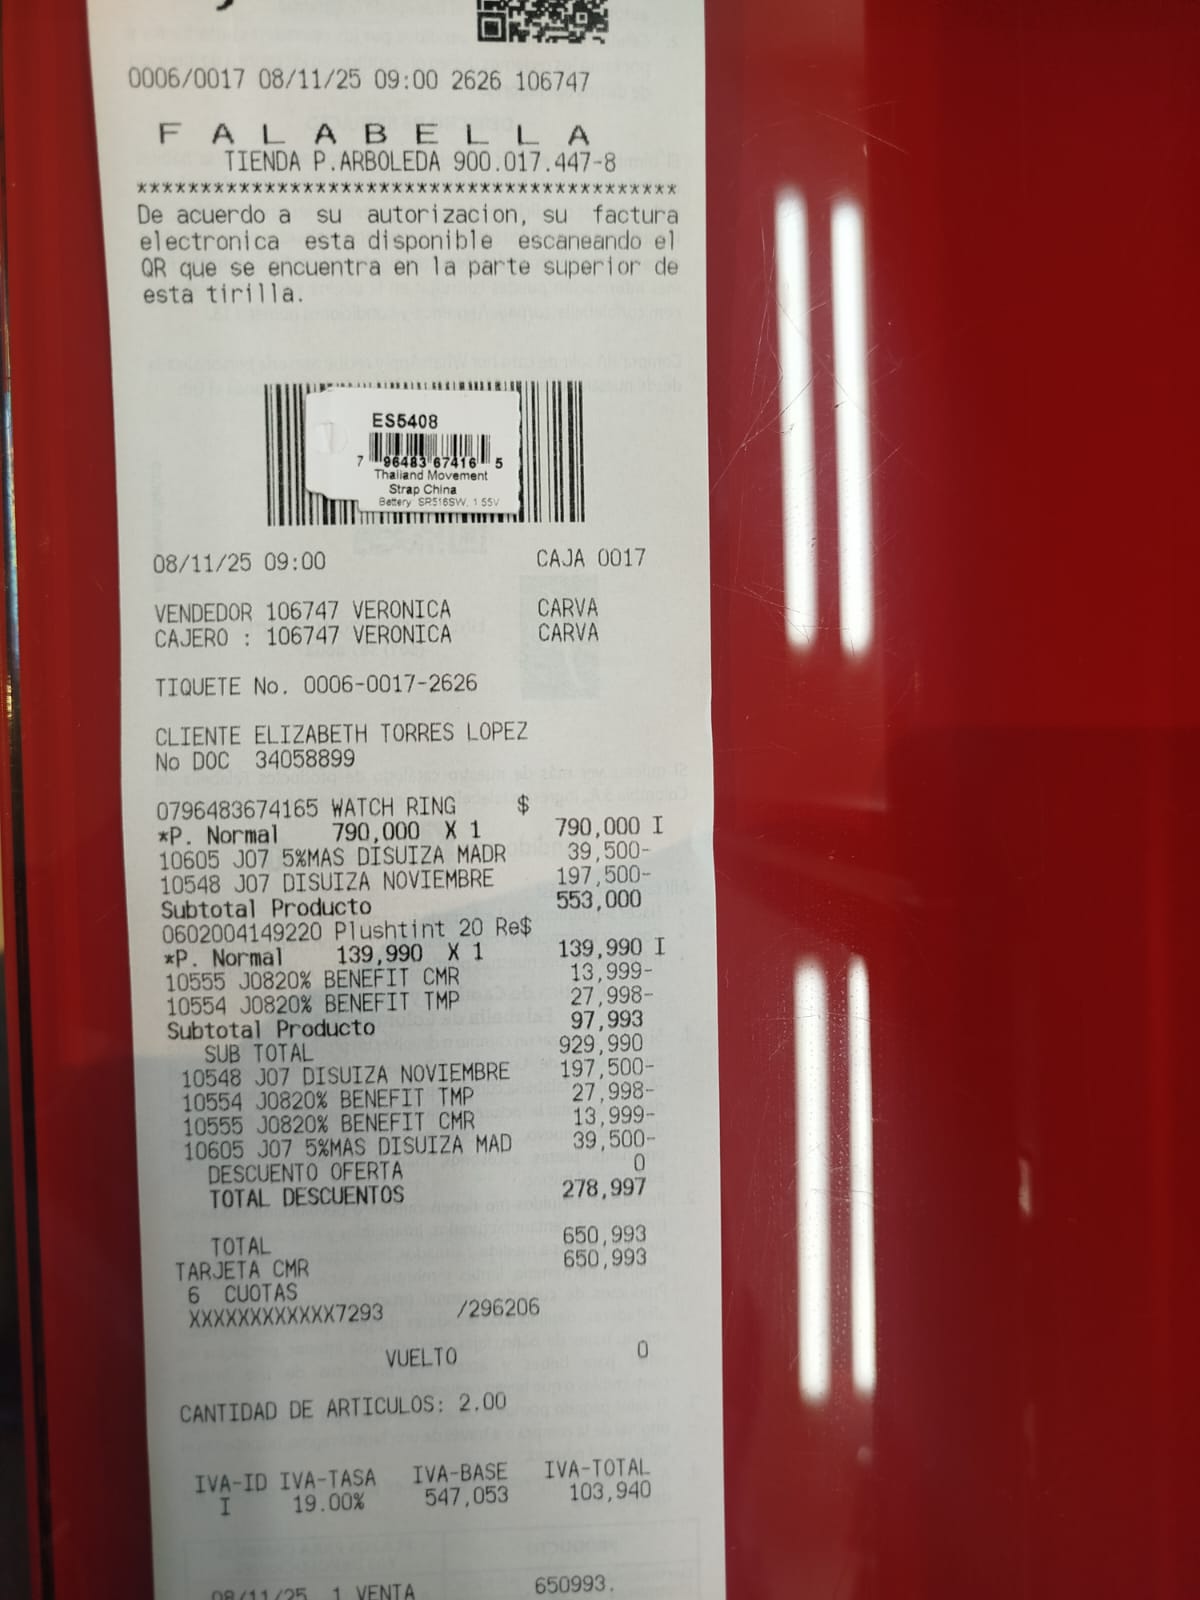 0006/0017 08/11/25 09:00 2626 106747
F A L A B E L L A
TIENDA P.ARBOLEDA 900.017.447-8
******************************************
De acuerdo a su autorizacion, su factura
electronica esta disponible escaneando el
QR que se encuentra en la parte superior de
esta tirilla.
ES5408
7 96483 67416 5
Thailand Movement
Strap China
Battery SR516SW, 1.55V
08/11/25 09:00 CAJA 0017
VENDEDOR 106747 VERONICA CARVA
CAJERO : 106747 VERONICA CARVA
TIQUETE No. 0006-0017-2626
CLIENTE ELIZABETH TORRES LOPEZ
No DOC 34058899
0796483674165 WATCH RING $
*P. Normal 790,000 X 1 790,000 I
10605 J07 5%MAS DISUIZA MADR 39,500-
10548 J07 DISUIZA NOVIEMBRE 197,500-
Subtotal Producto 553,000
0602004149220 Plushtint 20 Re$
*P. Normal 139,990 X 1 139,990 I
10555 J0820% BENEFIT CMR 13,999-
10554 J0820% BENEFIT TMP 27,998-
Subtotal Producto 97,993
SUB TOTAL 929,990
10548 J07 DISUIZA NOVIEMBRE 197,500-
10554 J0820% BENEFIT TMP 27,998-
10555 J0820% BENEFIT CMR 13,999-
10605 J07 5%MAS DISUIZA MAD 39,500-
DESCUENTO OFERTA 0
TOTAL DESCUENTOS 278,997
TOTAL 650,993
TARJETA CMR 650,993
6 CUOTAS
XXXXXXXXXXXX7293 /296206
VUELTO 0
CANTIDAD DE ARTICULOS: 2.00
IVA-ID IVA-TASA IVA-BASE IVA-TOTAL
I 19.00% 547,053 103,940
08/11/25 1 VENTA 650993.